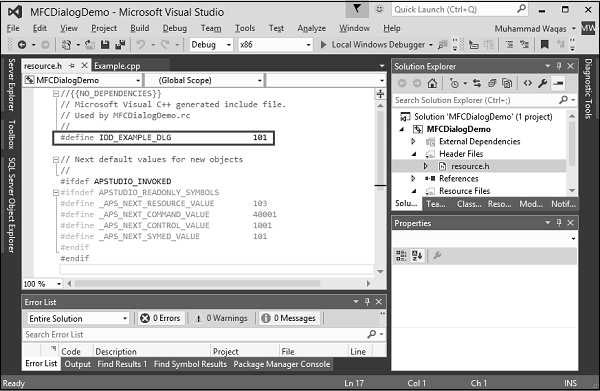 MFCDialogDemo - Microsoft Visual Studio
Quick Launch (Ctrl+Q)
File Edit View Project Build Debug Team Tools Test Analyze
Muhammad Waqas MW
Window Help
Debug x86 Local Windows Debugger
Server Explorer
Toolbox
SQL Server Object Explorer
resource.h Example.cpp
MFCDialogDemo (Global Scope)
//{{NO_DEPENDENCIES}}
// Microsoft Visual C++ generated include file.
// Used by MFCDialogDemo.rc
//
#define IDD_EXAMPLE_DLG 101
// Next default values for new objects
//
#ifdef APSTUDIO_INVOKED
#ifndef APSTUDIO_READONLY_SYMBOLS
#define _APS_NEXT_RESOURCE_VALUE 103
#define _APS_NEXT_COMMAND_VALUE 40001
#define _APS_NEXT_CONTROL_VALUE 1001
#define _APS_NEXT_SYMED_VALUE 101
#endif
#endif
100 %
Error List
Entire Solution 0 Errors 0 Warnings 0 Messages
Search Error List
Code Description Project File Line
Error List Output Find Results 1 Find Symbol Results Package Manager Console
Solution Explorer
Search Solution Explorer (Ctrl+;)
Solution 'MFCDialogDemo' (1 project)
MFCDialogDemo
External Dependencies
Header Files
resource.h
References
Resource Files
Solu... Tea... Class... Reso... Mod... Notif...
Properties
Diagnostic Tools
Ready Ln 17 Col 1 Ch 1 INS